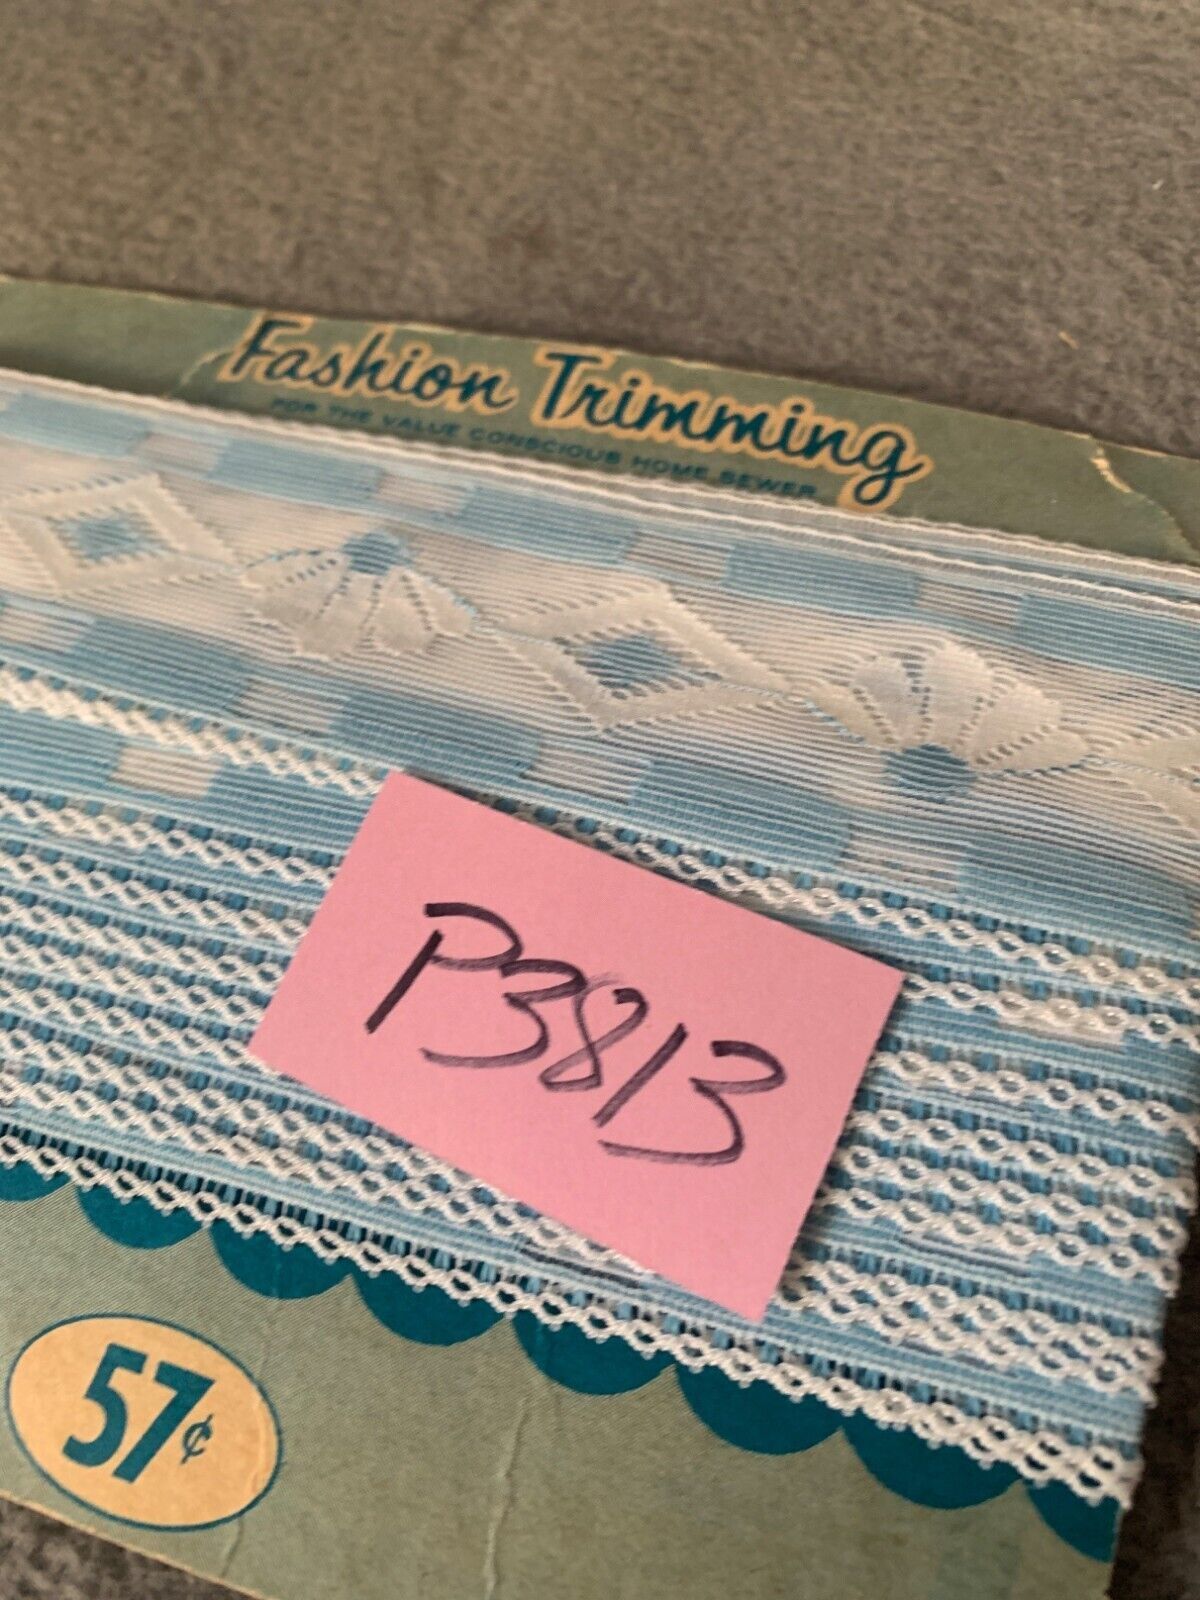 Fashion Trimming
FOR THE VALUE CONSCIOUS HOME SEWER
P3813
57¢